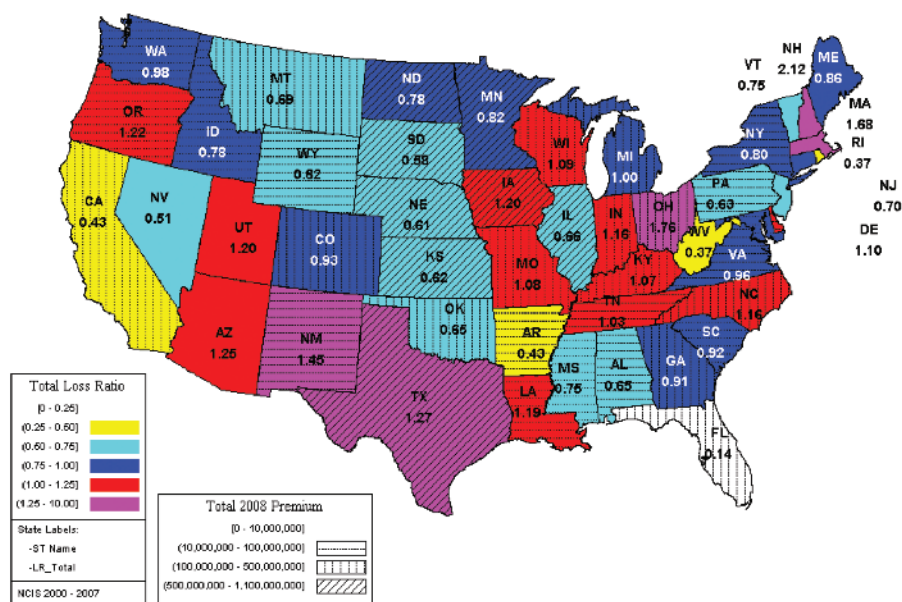 WA
0.98
MT
0.69
ND
0.78
MN
0.82
VT
0.75
NH
2.12
ME
0.86
OR
1.22
ID
0.78
WY
0.62
SD
0.58
WI
1.09
MI
1.00
NY
0.80
MA
1.68
RI
0.37
CA
0.43
NV
0.51
UT
1.20
CO
0.93
NE
0.61
IA
1.20
IL
0.66
IN
1.16
OH
1.76
PA
0.63
NJ
0.70
DE
1.10
WV
0.37
VA
0.96
KS
0.62
MO
1.08
KY
1.07
AZ
1.25
NM
1.45
OK
0.65
AR
0.43
TN
1.03
NC
1.16
SC
0.92
TX
1.27
LA
1.19
MS
0.75
AL
0.65
GA
0.91
FL
0.14
Total Loss Ratio
[0 - 0.25]
(0.25 - 0.50]
(0.50 - 0.75]
(0.75 - 1.00]
(1.00 - 1.25]
(1.25 - 10.00]
State Labels:
-ST Name
-LR_Total
NCIS 2000 - 2007
Total 2008 Premium
[0 - 10,000,000]
(10,000,000 - 100,000,000]
(100,000,000 - 500,000,000]
(500,000,000 - 1,100,000,000]